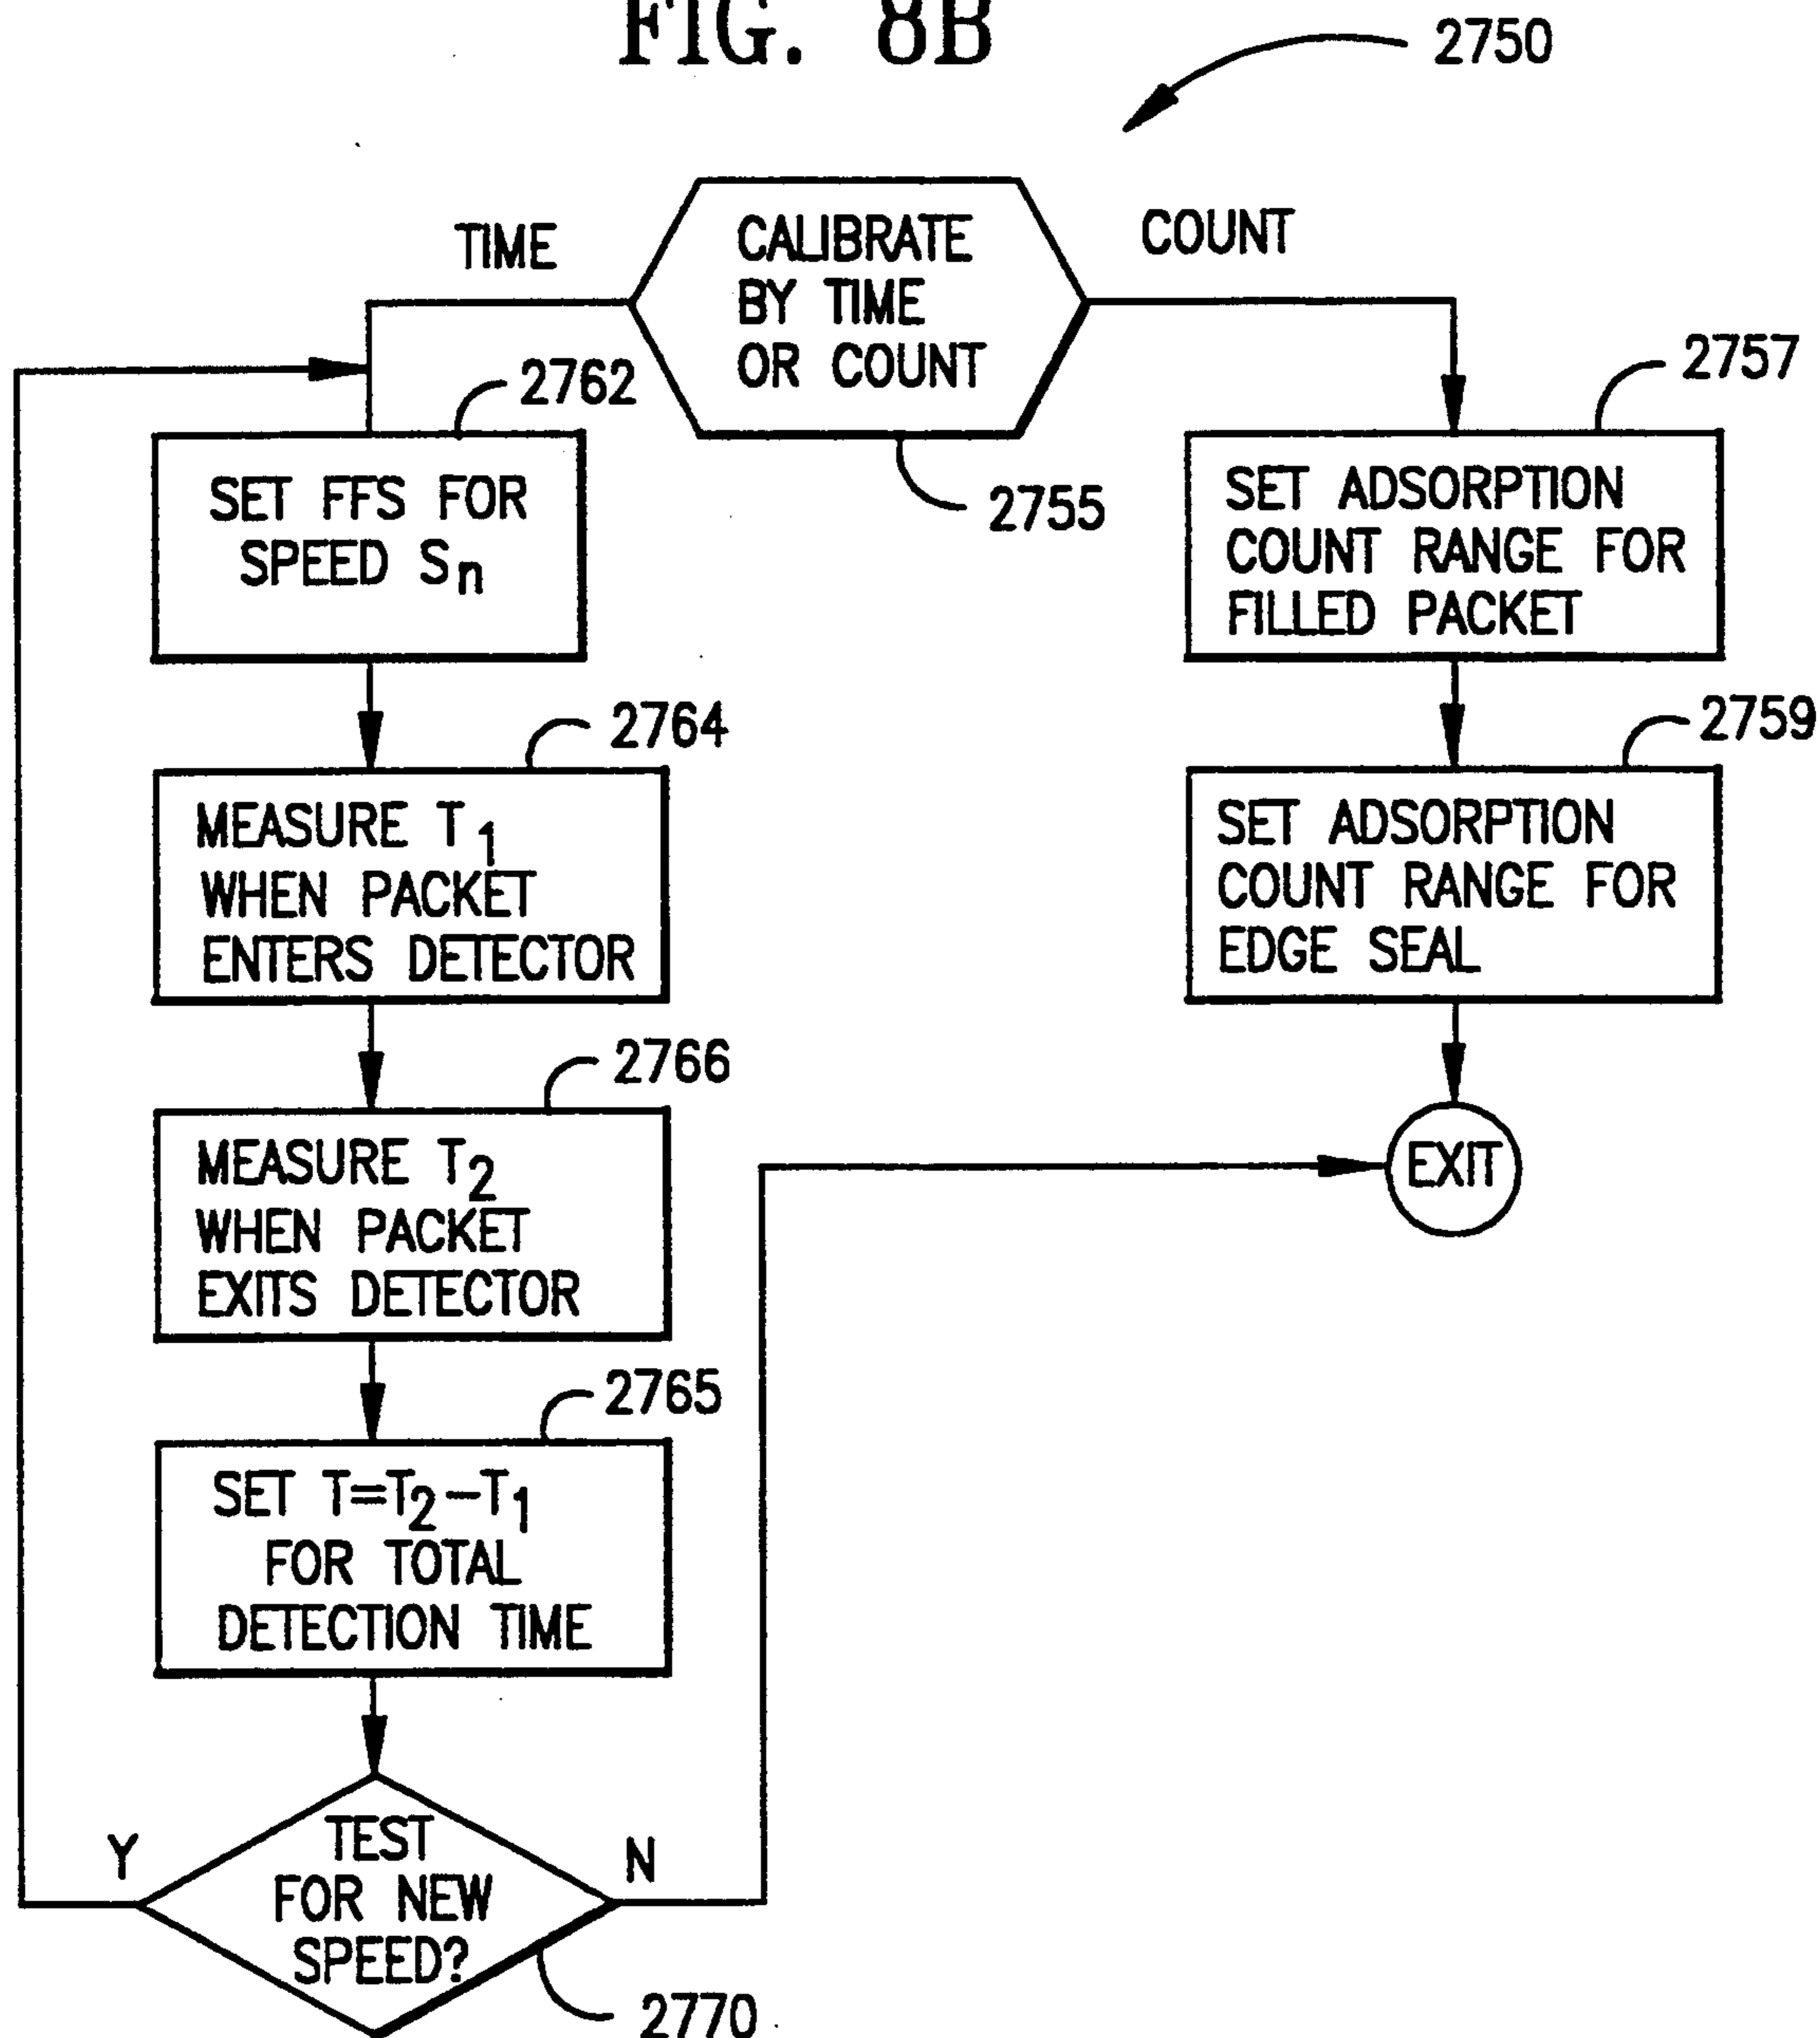 FIG. 8B
2750
TIME
CALIBRATE
BY TIME
OR COUNT
COUNT
2755
2762
SET FFS FOR
SPEED Sn
2757
SET ADSORPTION
COUNT RANGE FOR
FILLED PACKET
2764
MEASURE T1
WHEN PACKET
ENTERS DETECTOR
2759
SET ADSORPTION
COUNT RANGE FOR
EDGE SEAL
2766
MEASURE T2
WHEN PACKET
EXITS DETECTOR
EXIT
2765
SET T=T2-T1
FOR TOTAL
DETECTION TIME
Y
TEST
FOR NEW
SPEED?
N
2770